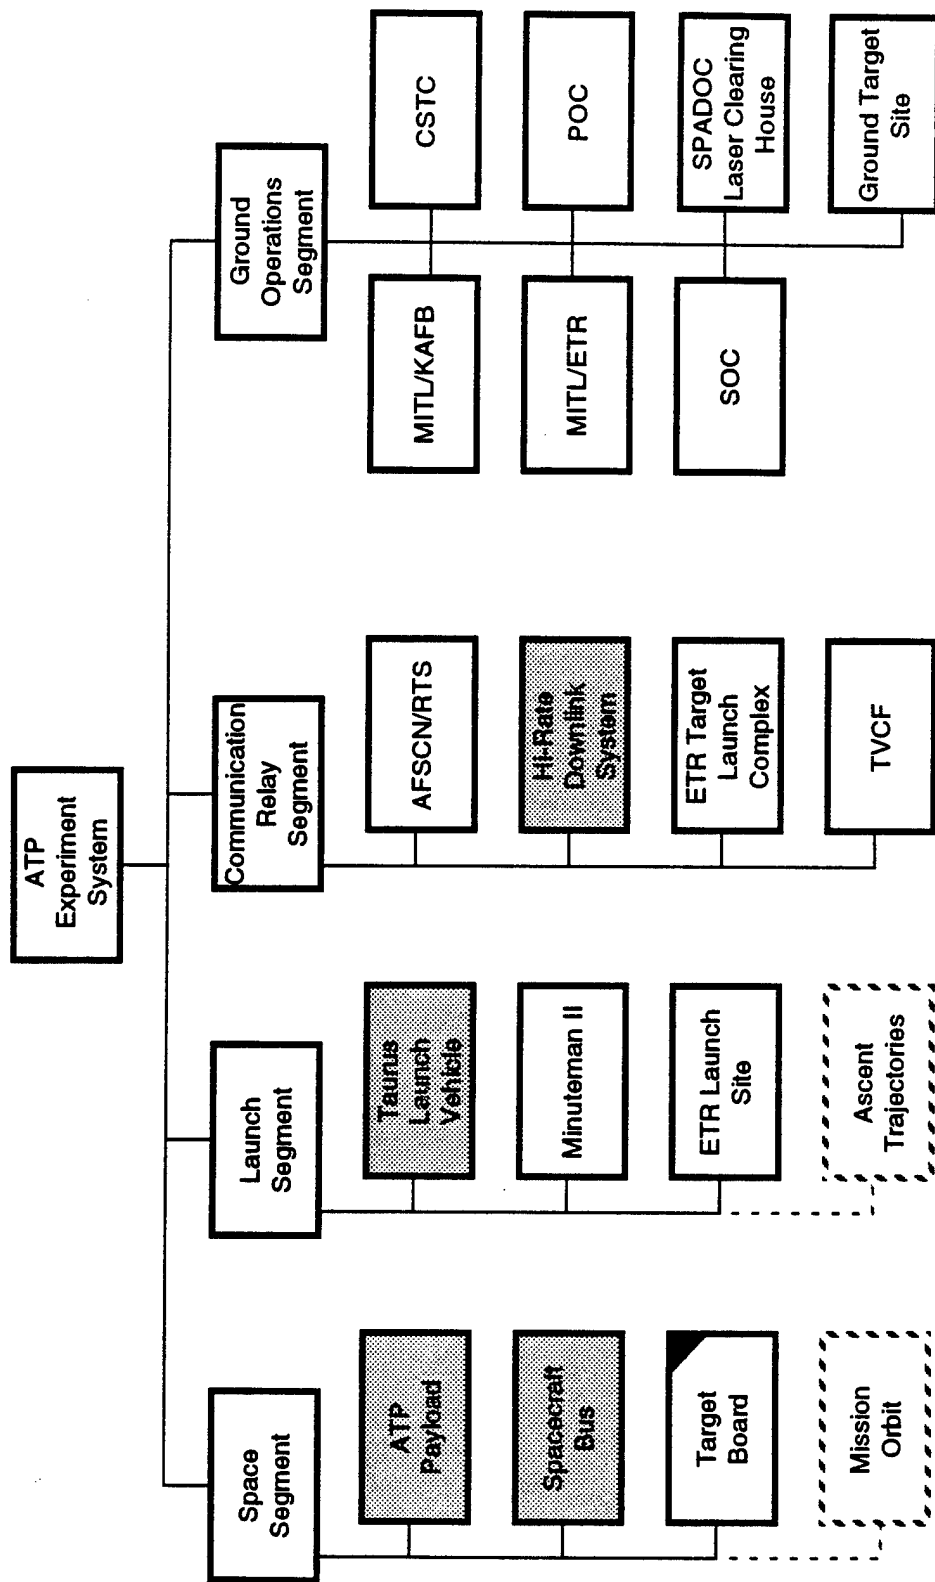 ATP
Experiment
System
Space
Segment
ATP
Payload
Spacecraft
Bus
Target
Board
Mission
Orbit
Launch
Segment
Taurus
Launch
Vehicle
Minuteman II
ETR Launch
Site
Ascent
Trajectories
Communication
Relay
Segment
AFSCN/RTS
Hi-Rate
Downlink
System
ETR Target
Launch
Complex
TVCF
Ground
Operations
Segment
MITL/KAFB
CSTC
MITL/ETR
POC
SOC
SPADOC
Laser Clearing
House
Ground Target
Site